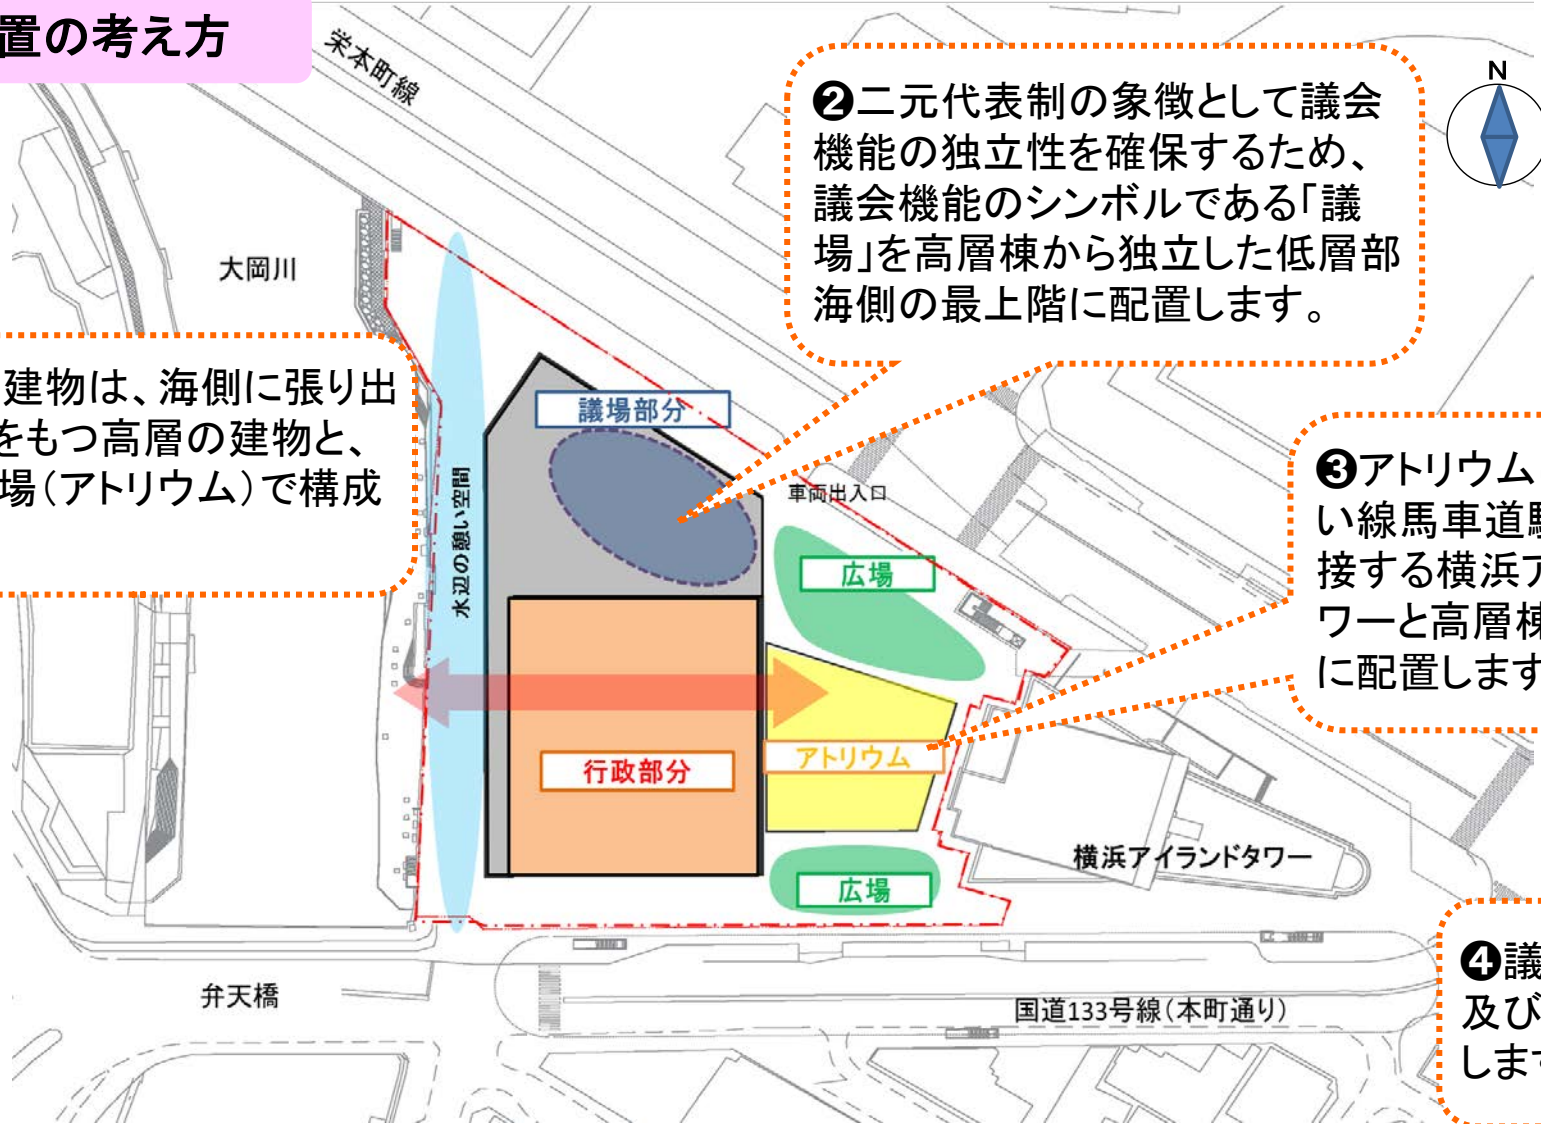 置の考え方
栄本町線
❷二元代表制の象徴として議会
機能の独立性を確保するため、
議会機能のシンボルである「議
場」を高層棟から独立した低層部
海側の最上階に配置します。
N
大岡川
建物は、海側に張り出
をもつ高層の建物と、
場（アトリウム）で構成
議場部分
水辺の憩い空間
車両出入口
❸アトリウム
い線馬車道駅
接する横浜ア
ワーと高層棟
に配置します
広場
行政部分
アトリウム
横浜アイランドタワー
広場
弁天橋
国道133号線（本町通り）
❹議
及び
します